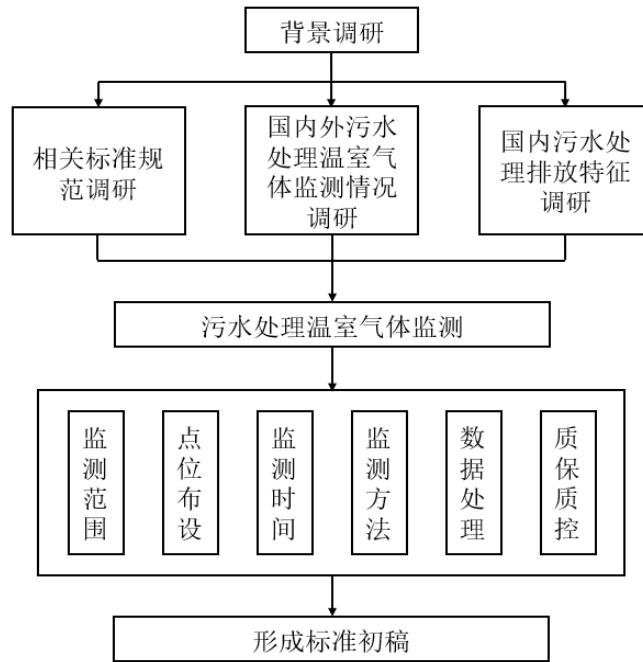 背景调研
相关标准规
范调研
国内外污水
处理温室气
体监测情况
调研
国内污水处
理排放特征
调研
污水处理温室气体监测
监测范围
点位布设
监测时间
监测方法
数据处理
质保质控
形成标准初稿